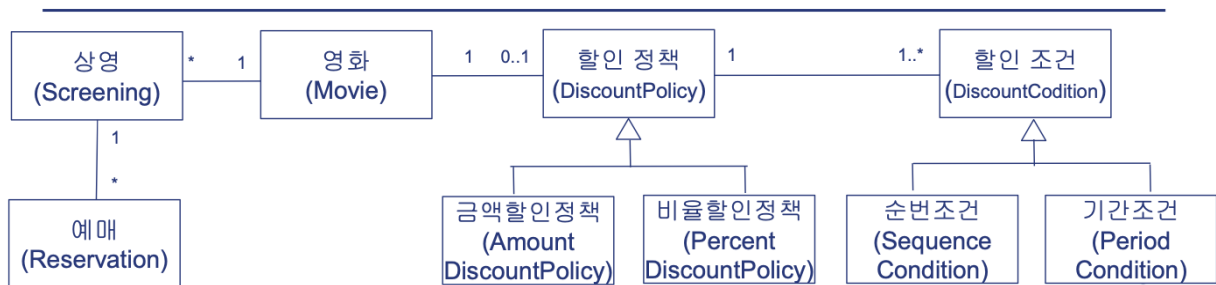 상영
(Screening)
*
1
영화
(Movie)
1
0..1
할인 정책
(DiscountPolicy)
1
1..*
할인 조건
(DiscountCodition)
1
*
예매
(Reservation)
금액할인정책
(Amount
DiscountPolicy)
비율할인정책
(Percent
DiscountPolicy)
순번조건
(Sequence
Condition)
기간조건
(Period
Condition)